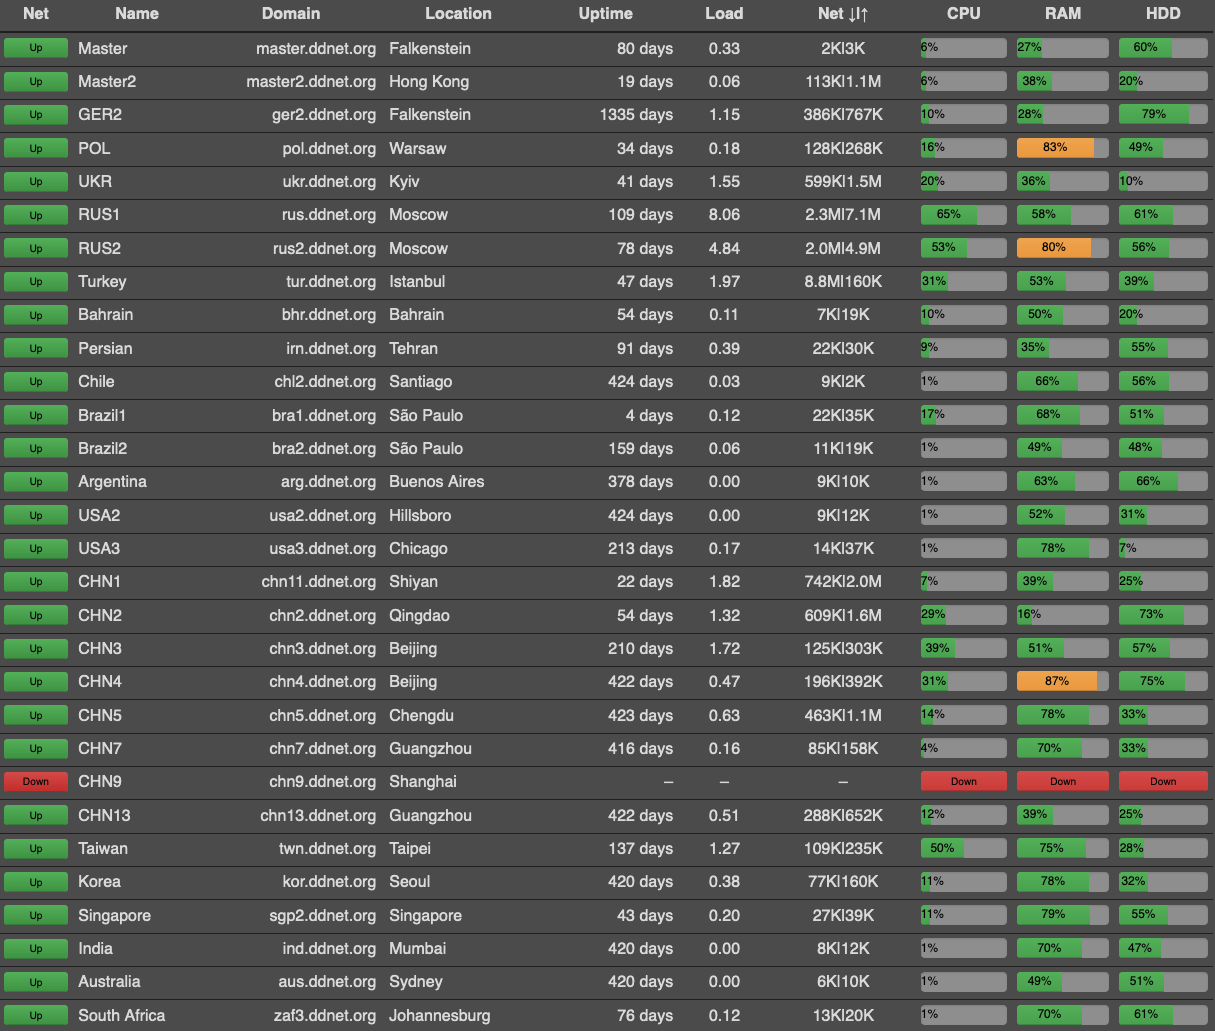 Net Name Domain Location Uptime Load Net ↓|↑ CPU RAM HDD
Up Master master.ddnet.org Falkenstein 80 days 0.33 2K|3K 6% 27% 60%
Up Master2 master2.ddnet.org Hong Kong 19 days 0.06 113K|1.1M 6% 38% 20%
Up GER2 ger2.ddnet.org Falkenstein 1335 days 1.15 386K|767K 10% 28% 79%
Up POL pol.ddnet.org Warsaw 34 days 0.18 128K|268K 16% 83% 49%
Up UKR ukr.ddnet.org Kyiv 41 days 1.55 599K|1.5M 20% 36% 10%
Up RUS1 rus.ddnet.org Moscow 109 days 8.06 2.3M|7.1M 65% 58% 61%
Up RUS2 rus2.ddnet.org Moscow 78 days 4.84 2.0M|4.9M 53% 80% 56%
Up Turkey tur.ddnet.org Istanbul 47 days 1.97 8.8M|160K 31% 53% 39%
Up Bahrain bhr.ddnet.org Bahrain 54 days 0.11 7K|19K 10% 50% 20%
Up Persian irn.ddnet.org Tehran 91 days 0.39 22K|30K 9% 35% 55%
Up Chile chl2.ddnet.org Santiago 424 days 0.03 9K|2K 1% 66% 56%
Up Brazil1 bra1.ddnet.org São Paulo 4 days 0.12 22K|35K 17% 68% 51%
Up Brazil2 bra2.ddnet.org São Paulo 159 days 0.06 11K|19K 1% 49% 48%
Up Argentina arg.ddnet.org Buenos Aires 378 days 0.00 9K|10K 1% 63% 66%
Up USA2 usa2.ddnet.org Hillsboro 424 days 0.00 9K|12K 1% 52% 31%
Up USA3 usa3.ddnet.org Chicago 213 days 0.17 14K|37K 1% 78% 7%
Up CHN1 chn11.ddnet.org Shiyan 22 days 1.82 742K|2.0M 7% 39% 25%
Up CHN2 chn2.ddnet.org Qingdao 54 days 1.32 609K|1.6M 29% 16% 73%
Up CHN3 chn3.ddnet.org Beijing 210 days 1.72 125K|303K 39% 51% 57%
Up CHN4 chn4.ddnet.org Beijing 422 days 0.47 196K|392K 31% 87% 75%
Up CHN5 chn5.ddnet.org Chengdu 423 days 0.63 463K|1.1M 14% 78% 33%
Up CHN7 chn7.ddnet.org Guangzhou 416 days 0.16 85K|158K 4% 70% 33%
Down CHN9 chn9.ddnet.org Shanghai – – – Down Down Down
Up CHN13 chn13.ddnet.org Guangzhou 422 days 0.51 288K|652K 12% 39% 25%
Up Taiwan twn.ddnet.org Taipei 137 days 1.27 109K|235K 50% 75% 28%
Up Korea kor.ddnet.org Seoul 420 days 0.38 77K|160K 11% 78% 32%
Up Singapore sgp2.ddnet.org Singapore 43 days 0.20 27K|39K 11% 79% 55%
Up India ind.ddnet.org Mumbai 420 days 0.00 8K|12K 1% 70% 47%
Up Australia aus.ddnet.org Sydney 420 days 0.00 6K|10K 1% 49% 51%
Up South Africa zaf3.ddnet.org Johannesburg 76 days 0.12 13K|20K 1% 70% 61%